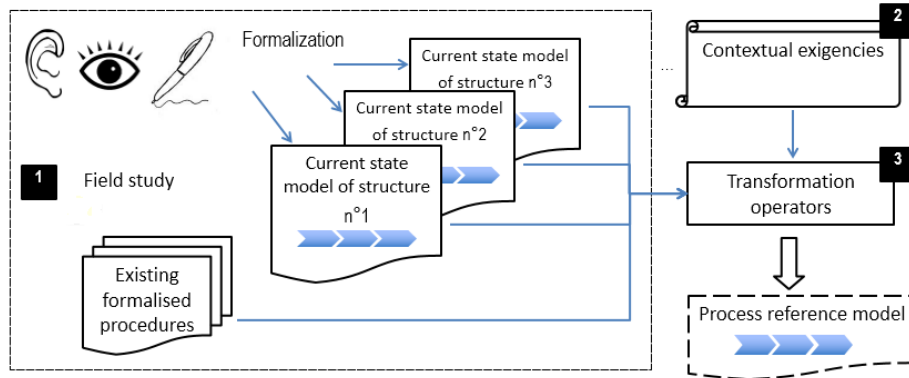 Formalization
Current state model
of structure n°3
Current state model
of structure n°2
Current state
model of structure
n°1
1
Field study
Existing
formalised
procedures
...
2
Contextual exigencies
3
Transformation
operators
Process reference model